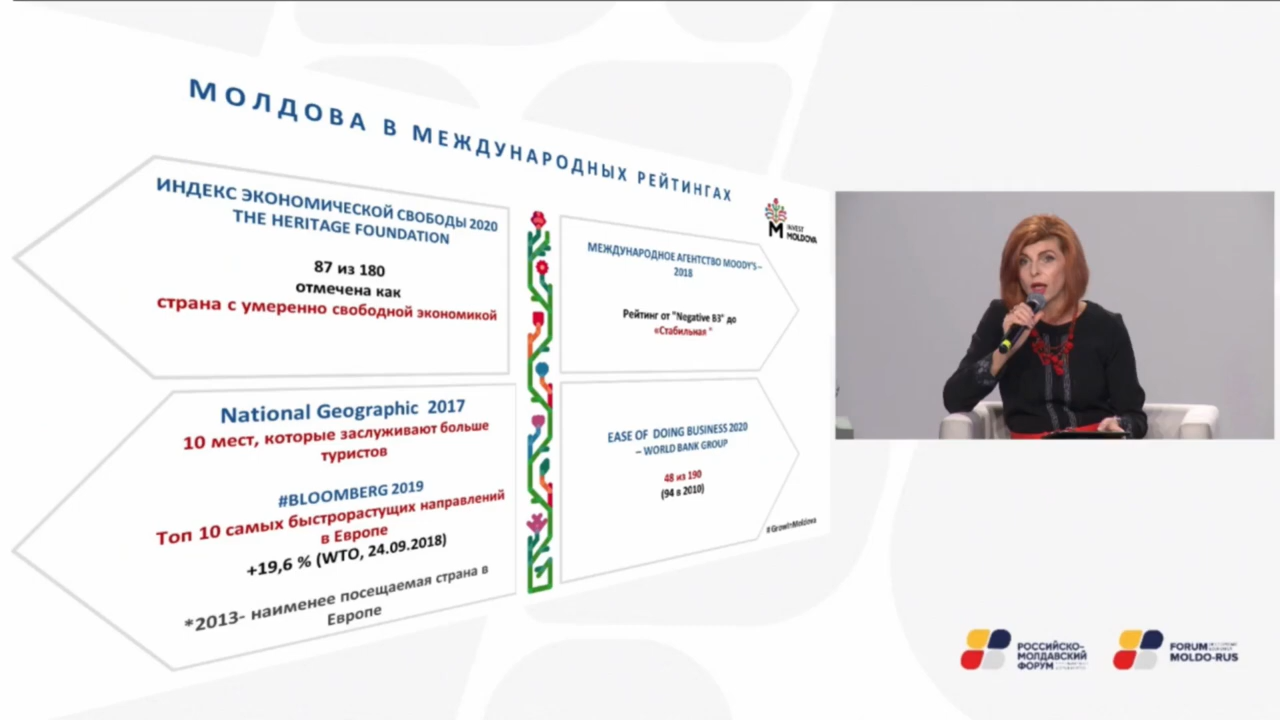 МОЛДОВА В МЕЖДУНАРОДНЫХ РЕЙТИНГАХ
ИНДЕКС ЭКОНОМИЧЕСКОЙ СВОБОДЫ 2020
THE HERITAGE FOUNDATION
87 из 180
отмечена как
страна с умеренно свободной экономикой
INVEST
MOLDOVA
МЕЖДУНАРОДНОЕ АГЕНТСТВО MOODY'S –
2018
Рейтинг от "Negative B3" до
«Стабильная "
National Geographic 2017
10 мест, которые заслуживают больше
туристов
#BLOOMBERG 2019
Топ 10 самых быстрорастущих направлений
в Европе
+19,6 % (WTO, 24.09.2018)
*2013- наименее посещаемая страна в
Европе
EASE OF DOING BUSINESS 2020
– WORLD BANK GROUP
48 из 190
(94 в 2010)
#GrowInMoldova
РОССИЙСКО-
МОЛДАВСКИЙ
ФОРУМ
FORUM
MOLDO-RUS